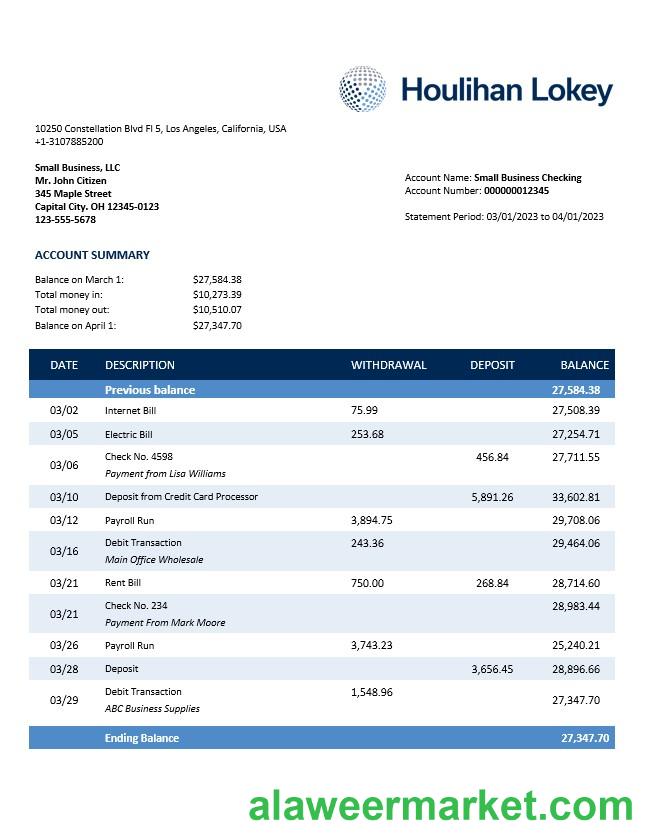 Houlihan Lokey
10250 Constellation Blvd Fl 5, Los Angeles, California, USA
+1-3107885200
Small Business, LLC
Mr. John Citizen
345 Maple Street
Capital City. OH 12345-0123
123-555-5678
Account Name: Small Business Checking
Account Number: 000000012345
Statement Period: 03/01/2023 to 04/01/2023
ACCOUNT SUMMARY
Balance on March 1: $27,584.38
Total money in: $10,273.39
Total money out: $10,510.07
Balance on April 1: $27,347.70
DATE DESCRIPTION WITHDRAWAL DEPOSIT BALANCE
Previous balance 27,584.38
03/02 Internet Bill 75.99 27,508.39
03/05 Electric Bill 253.68 27,254.71
03/06 Check No. 4598 456.84 27,711.55
Payment from Lisa Williams
03/10 Deposit from Credit Card Processor 5,891.26 33,602.81
03/12 Payroll Run 3,894.75 29,708.06
03/16 Debit Transaction 243.36 29,464.06
Main Office Wholesale
03/21 Rent Bill 750.00 268.84 28,714.60
03/21 Check No. 234 28,983.44
Payment From Mark Moore
03/26 Payroll Run 3,743.23 25,240.21
03/28 Deposit 3,656.45 28,896.66
03/29 Debit Transaction 1,548.96 27,347.70
ABC Business Supplies
Ending Balance 27,347.70
alaweermarket.com